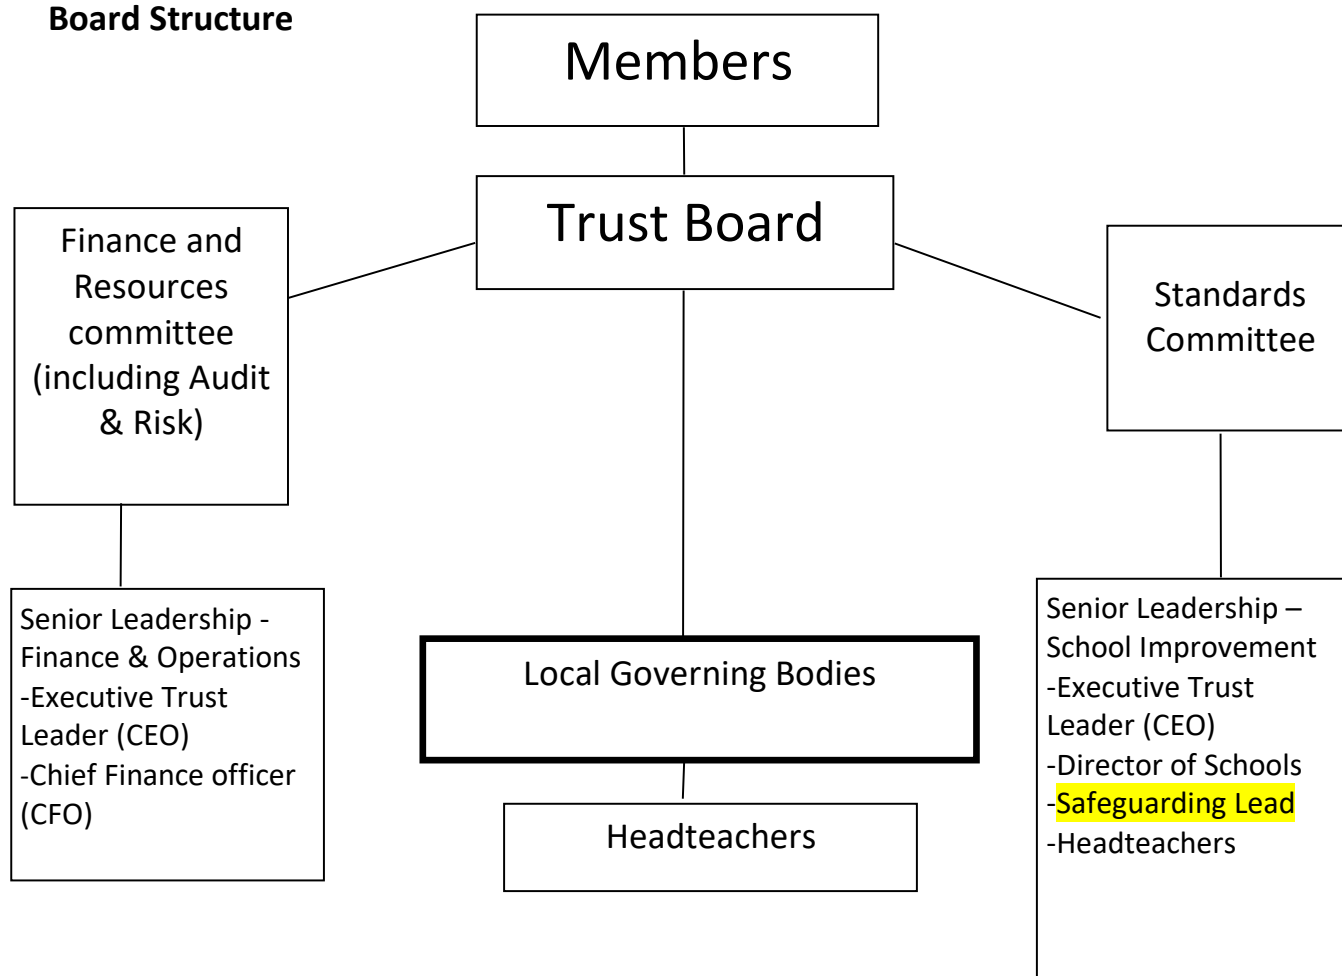 Board Structure
Members
Trust Board
Finance and
Resources
committee
(including Audit
& Risk)
Standards
Committee
Senior Leadership -
Finance & Operations
-Executive Trust
Leader (CEO)
-Chief Finance officer
(CFO)
Local Governing Bodies
Headteachers
Senior Leadership –
School Improvement
-Executive Trust
Leader (CEO)
-Director of Schools
-Safeguarding Lead
-Headteachers